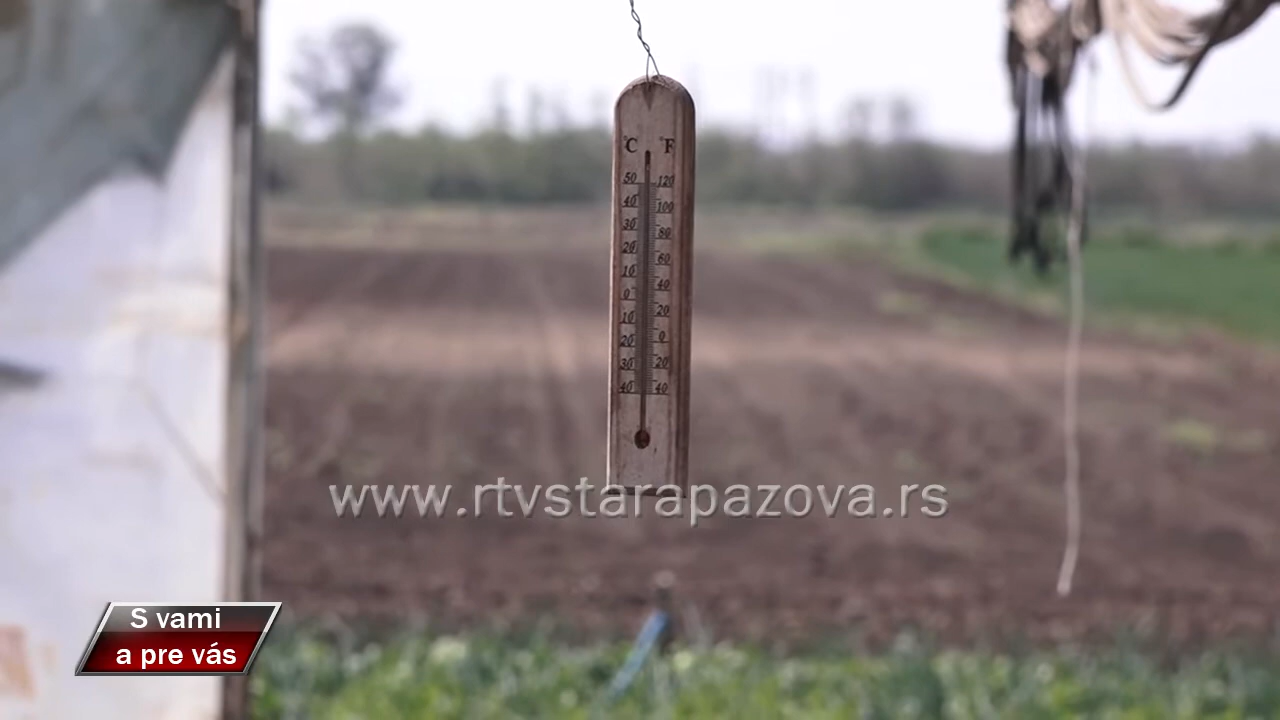 °C °F
50 120
40 100
30 80
20 60
10 40
0 20
10 0
20 20
30 40
40
www.rtvstarapazova.rs
S vami
a pre vás